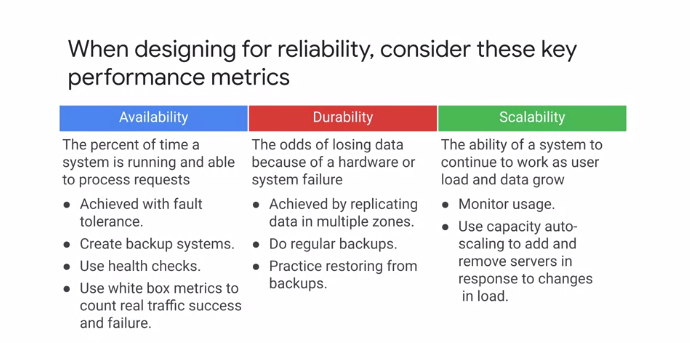 When designing for reliability, consider these key
performance metrics
Availability
The percent of time a
system is running and able
to process requests
● Achieved with fault
tolerance.
● Create backup systems.
● Use health checks.
● Use white box metrics to
count real traffic success
and failure.
Durability
The odds of losing data
because of a hardware or
system failure
● Achieved by replicating
data in multiple zones.
● Do regular backups.
● Practice restoring from
backups.
Scalability
The ability of a system to
continue to work as user
load and data grow
● Monitor usage.
● Use capacity auto-
scaling to add and
remove servers in
response to changes
in load.